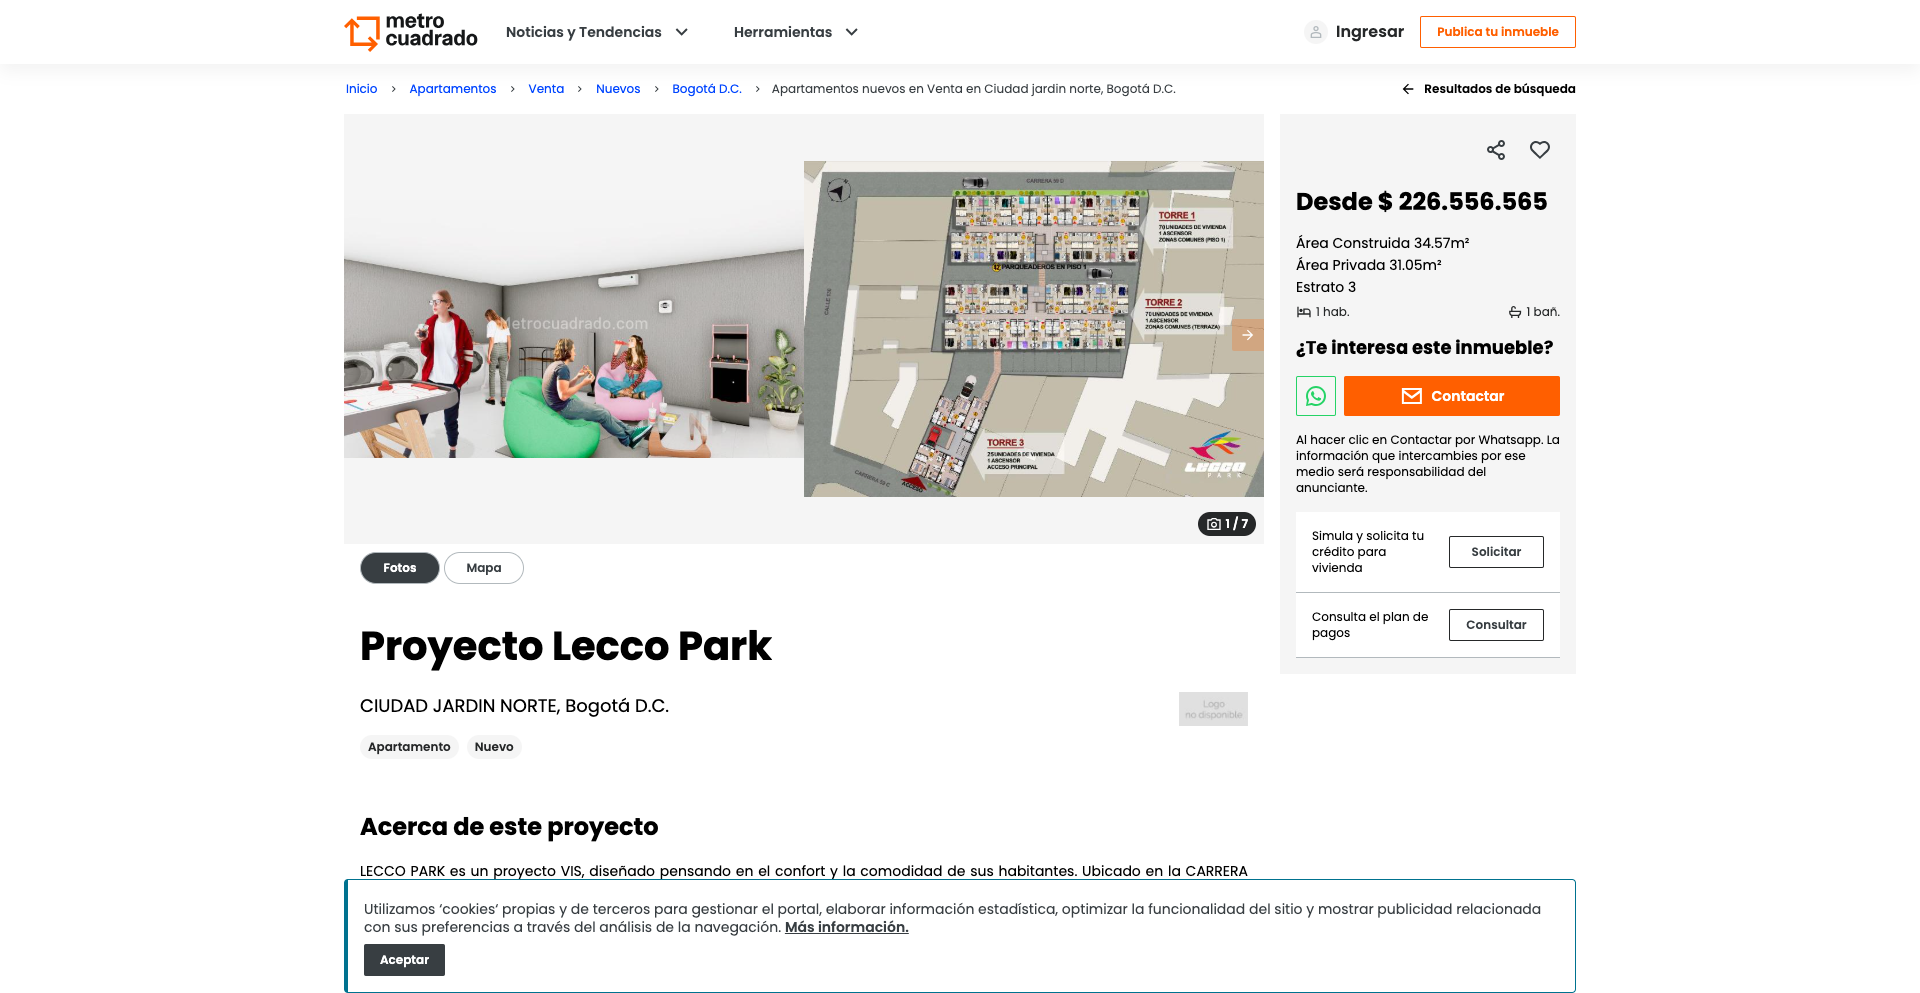 metro
cuadrado
Noticias y Tendencias
Herramientas
Ingresar
Publica tu inmueble
Inicio > Apartamentos > Venta > Nuevos > Bogotá D.C. > Apartamentos nuevos en Venta en Ciudad jardin norte, Bogotá D.C.
Resultados de búsqueda
Metrocuadrado.com
CARRERA 59 C
TORRE 1
70 UNIDADES DE VIVIENDA
1 ASCENSOR
ZONAS COMUNES (PISO 1)
PARQUEADEROS EN PISO 1
TORRE 2
70 UNIDADES DE VIVIENDA
1 ASCENSOR
ZONAS COMUNES (TERRAZA)
TORRE 3
25 UNIDADES DE VIVIENDA
1 ASCENSOR
ACCESO PRINCIPAL
ACCESO
LECCO
PARK
1 / 7
Fotos
Mapa
Desde $ 226.556.565
Área Construida 34.57m²
Área Privada 31.05m²
Estrato 3
1 hab.
1 bañ.
¿Te interesa este inmueble?
Contactar
Al hacer clic en Contactar por Whatsapp. La
información que intercambies por ese
medio será responsabilidad del
anunciante.
Simula y solicita tu
crédito para
vivienda
Solicitar
Consulta el plan de
pagos
Consultar
Proyecto Lecco Park
CIUDAD JARDIN NORTE, Bogotá D.C.
Logo
no disponible
Apartamento
Nuevo
Acerca de este proyecto
LECCO PARK es un proyecto VIS, diseñado pensando en el confort y la comodidad de sus habitantes. Ubicado en la CARRERA
Utilizamos ‘cookies‘ propias y de terceros para gestionar el portal, elaborar información estadística, optimizar la funcionalidad del sitio y mostrar publicidad relacionada
con sus preferencias a través del análisis de la navegación. Más información.
Aceptar